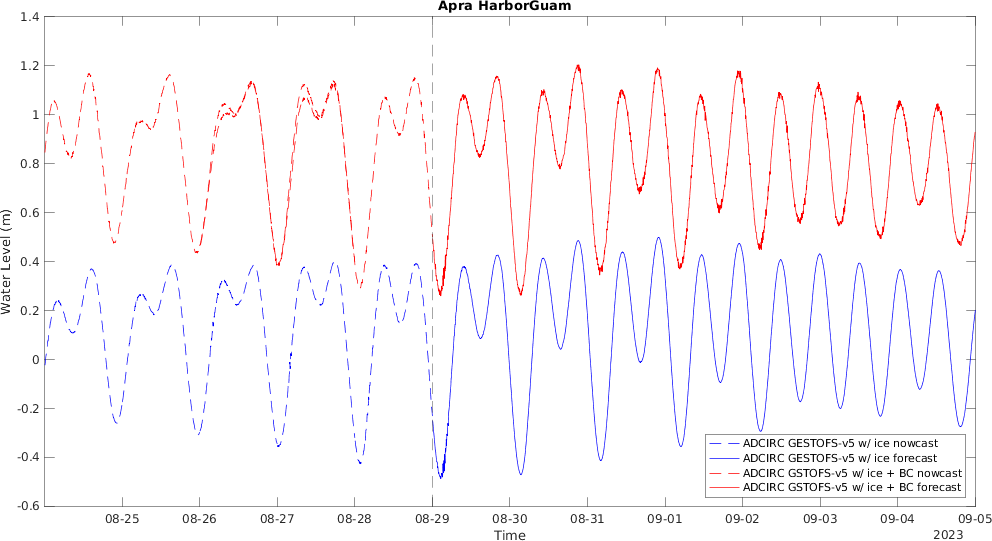 Apra HarborGuam
1.4
1.2
1
0.8
0.6
0.4
0.2
0
-0.2
-0.4
-0.6
Water Level (m)
ADCIRC GESTOFS-v5 w/ ice nowcast
ADCIRC GESTOFS-v5 w/ ice forecast
ADCIRC GSTOFS-v5 w/ ice + BC nowcast
ADCIRC GSTOFS-v5 w/ ice + BC forecast
08-25 08-26 08-27 08-28 08-29 08-30 08-31 09-01 09-02 09-03 09-04 09-05
Time
2023